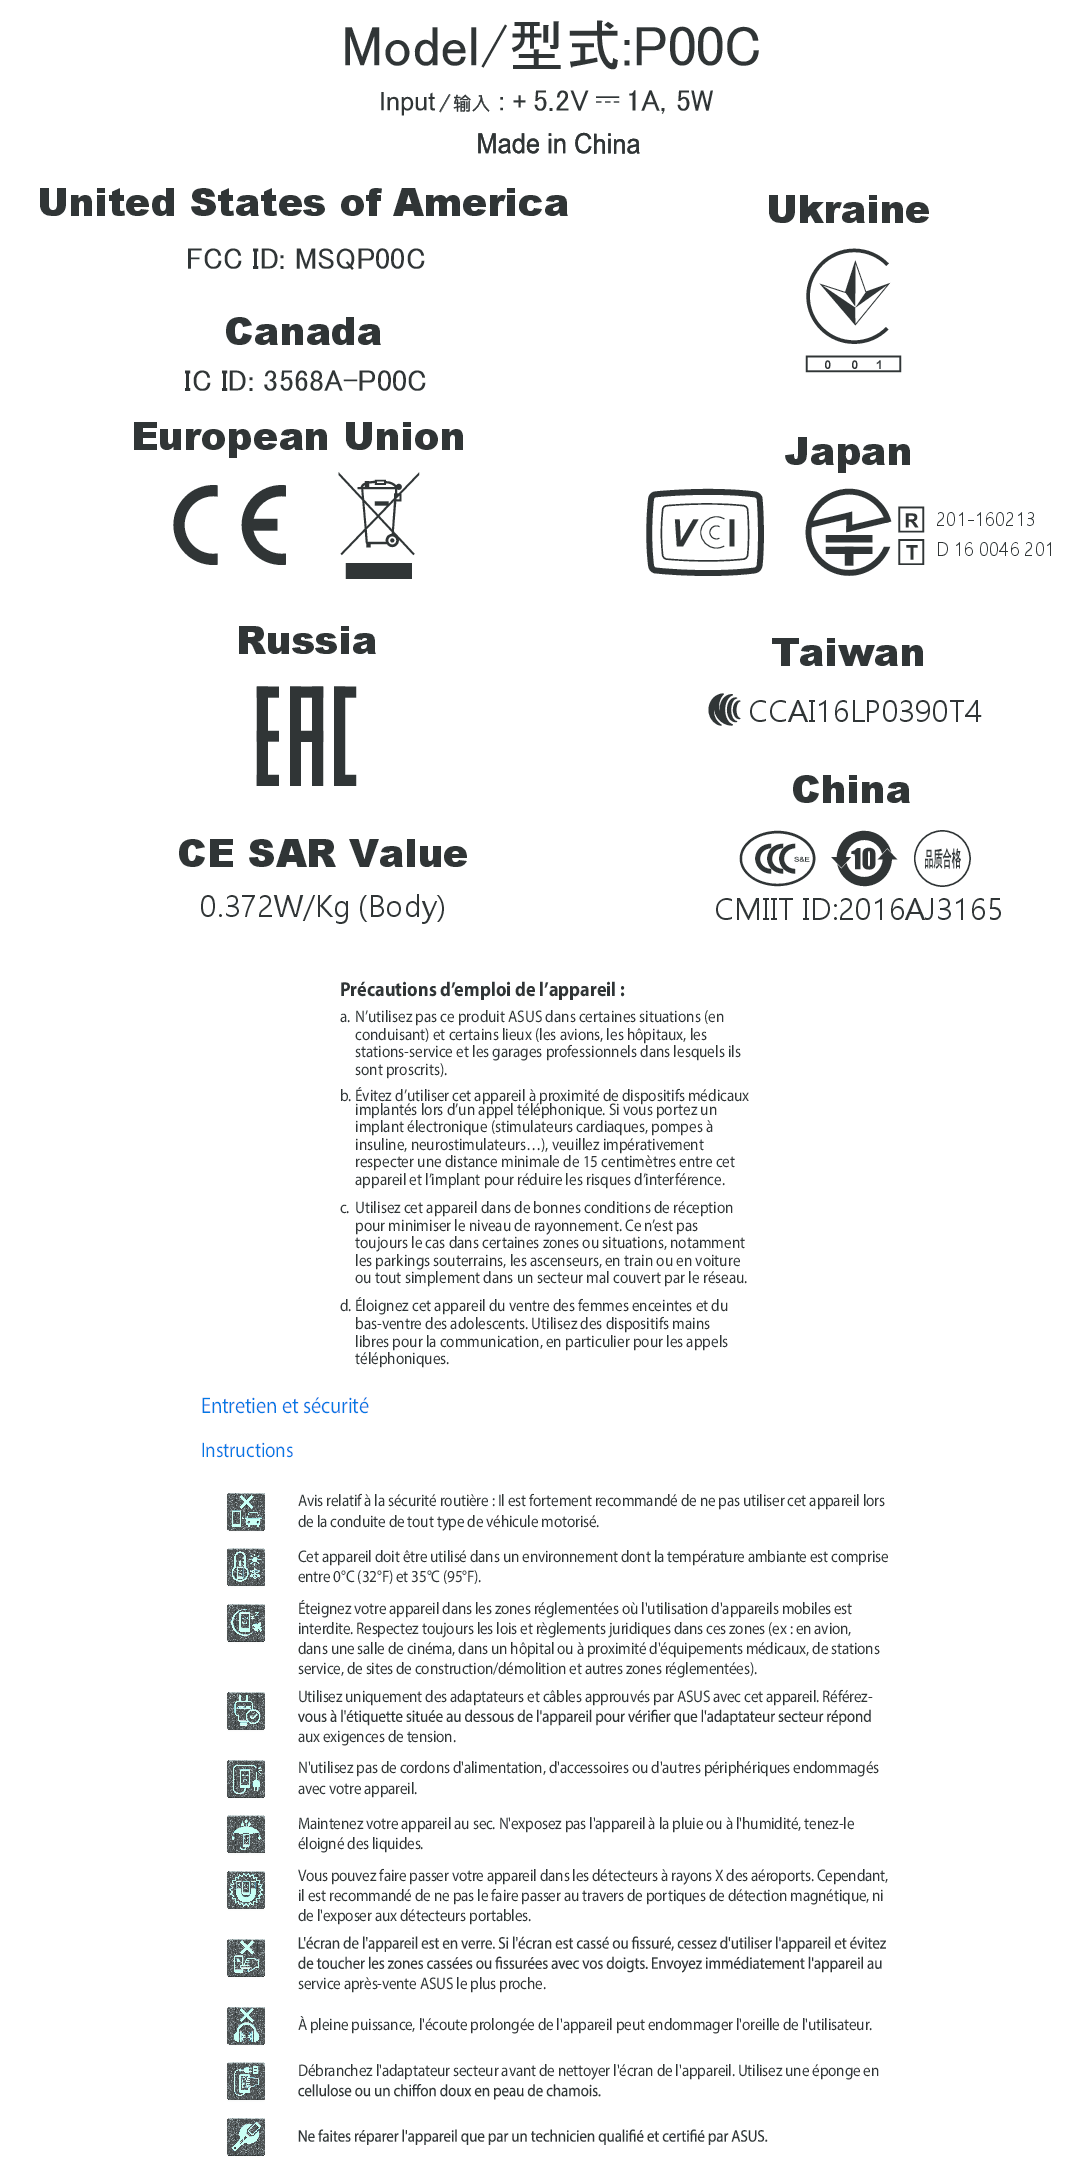 Model/型式:P00C
Input/输入 : + 5.2V ⎓ 1A, 5W
Made in China
United States of America
FCC ID: MSQP00C
Canada
IC ID: 3568A-P00C
European Union
CE
Russia
EAC
CE SAR Value
0.372W/Kg (Body)
Ukraine
001
Japan
VCI
R 201-160213
T D 16 0046 201
Taiwan
CCAI16LP0390T4
China
CCC S&E
10
品质合格
CMIIT ID:2016AJ3165
Précautions d’emploi de l’appareil :
a. N’utilisez pas ce produit ASUS dans certaines situations (en
conduisant) et certains lieux (les avions, les hôpitaux, les
stations-service et les garages professionnels dans lesquels ils
sont proscrits).
b. Évitez d’utiliser cet appareil à proximité de dispositifs médicaux
implantés lors d’un appel téléphonique. Si vous portez un
implant électronique (stimulateurs cardiaques, pompes à
insuline, neurostimulateurs…), veuillez impérativement
respecter une distance minimale de 15 centimètres entre cet
appareil et l’implant pour réduire les risques d’interférence.
c. Utilisez cet appareil dans de bonnes conditions de réception
pour minimiser le niveau de rayonnement. Ce n’est pas
toujours le cas dans certaines zones ou situations, notamment
les parkings souterrains, les ascenseurs, en train ou en voiture
ou tout simplement dans un secteur mal couvert par le réseau.
d. Éloignez cet appareil du ventre des femmes enceintes et du
bas-ventre des adolescents. Utilisez des dispositifs mains
libres pour la communication, en particulier pour les appels
téléphoniques.
Entretien et sécurité
Instructions
Avis relatif à la sécurité routière : Il est fortement recommandé de ne pas utiliser cet appareil lors
de la conduite de tout type de véhicule motorisé.
Cet appareil doit être utilisé dans un environnement dont la température ambiante est comprise
entre 0°C (32°F) et 35°C (95°F).
Éteignez votre appareil dans les zones réglementées où l'utilisation d'appareils mobiles est
interdite. Respectez toujours les lois et règlements juridiques dans ces zones (ex : en avion,
dans une salle de cinéma, dans un hôpital ou à proximité d'équipements médicaux, de stations
service, de sites de construction/démolition et autres zones réglementées).
Utilisez uniquement des adaptateurs et câbles approuvés par ASUS avec cet appareil. Référez-
vous à l'étiquette située au dessous de l'appareil pour vérifier que l'adaptateur secteur répond
aux exigences de tension.
N'utilisez pas de cordons d'alimentation, d'accessoires ou d'autres périphériques endommagés
avec votre appareil.
Maintenez votre appareil au sec. N'exposez pas l'appareil à la pluie ou à l'humidité, tenez-le
éloigné des liquides.
Vous pouvez faire passer votre appareil dans les détecteurs à rayons X des aéroports. Cependant,
il est recommandé de ne pas le faire passer au travers de portiques de détection magnétique, ni
de l'exposer aux détecteurs portables.
L'écran de l'appareil est en verre. Si l'écran est cassé ou fissuré, cessez d'utiliser l'appareil et évitez
de toucher les zones cassées ou fissurées avec vos doigts. Envoyez immédiatement l'appareil au
service après-vente ASUS le plus proche.
À pleine puissance, l'écoute prolongée de l'appareil peut endommager l'oreille de l'utilisateur.
Débranchez l'adaptateur secteur avant de nettoyer l'écran de l'appareil. Utilisez une éponge en
cellulose ou un chiffon doux en peau de chamois.
Ne faites réparer l'appareil que par un technicien qualifié et certifié par ASUS.